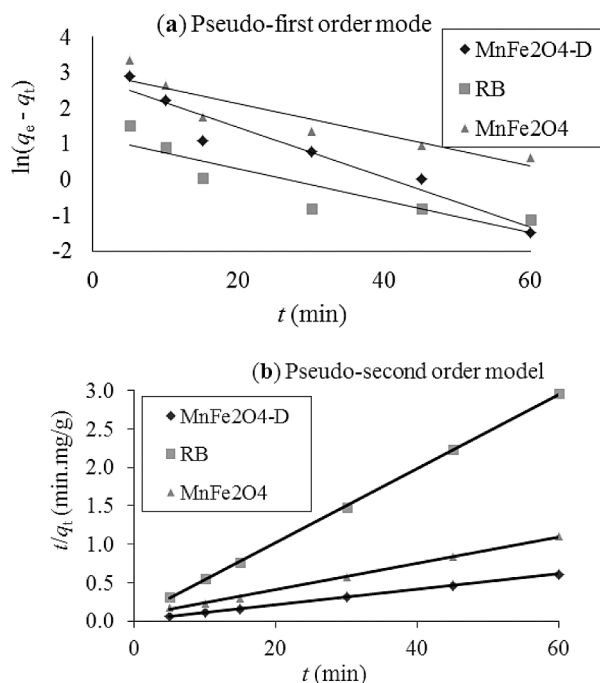 (a) Pseudo-first order mode
4
3
2
1
0
-1
-2
ln(qe - qt)
MnFe2O4-D
RB
MnFe2O4
0 20 40 60
t (min)
(b) Pseudo-second order model
3.0
2.5
2.0
1.5
1.0
0.5
0.0
t/qt (min.mg/g)
MnFe2O4-D
RB
MnFe2O4
0 20 40 60
t (min)